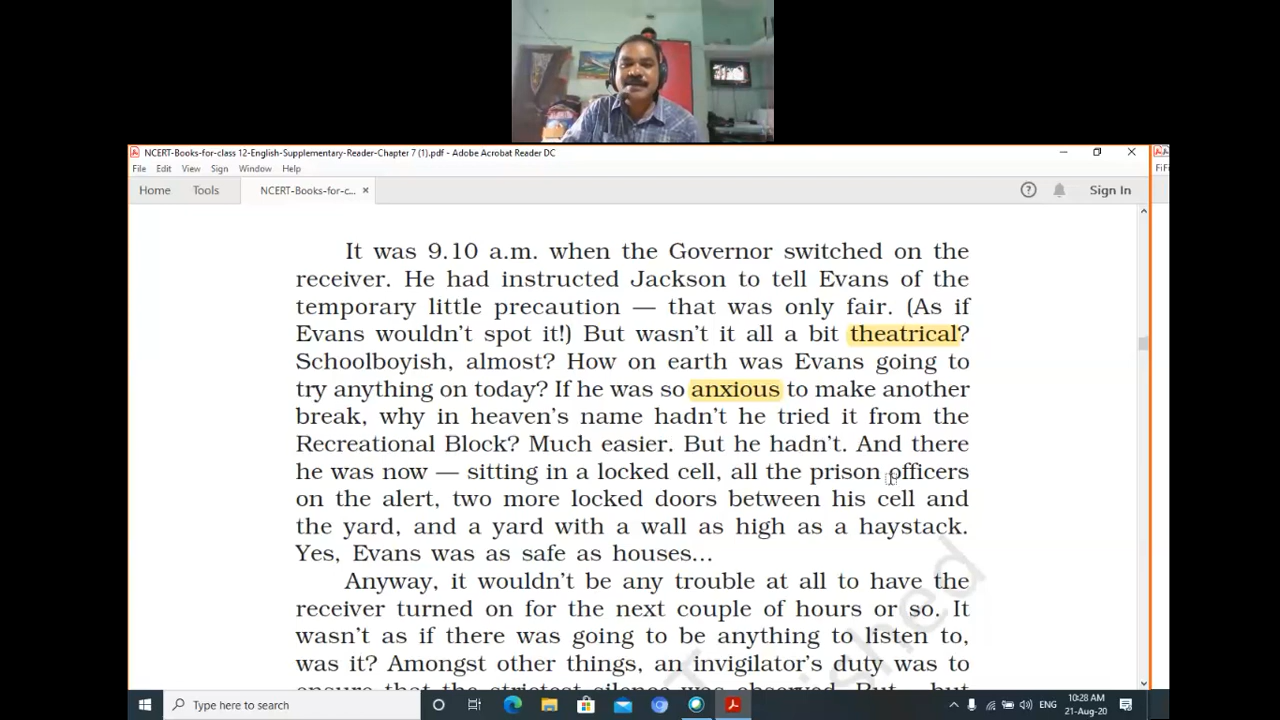 NCERT-Books-for-class 12-English-Supplementary-Reader-Chapter 7 (1).pdf - Adobe Acrobat Reader DC
File Edit View Sign Window Help
Home Tools NCERT-Books-for-c... Sign In
It was 9.10 a.m. when the Governor switched on the
receiver. He had instructed Jackson to tell Evans of the
temporary little precaution — that was only fair. (As if
Evans wouldn't spot it!) But wasn't it all a bit theatrical?
Schoolboyish, almost? How on earth was Evans going to
try anything on today? If he was so anxious to make another
break, why in heaven's name hadn't he tried it from the
Recreational Block? Much easier. But he hadn't. And there
he was now — sitting in a locked cell, all the prison officers
on the alert, two more locked doors between his cell and
the yard, and a yard with a wall as high as a haystack.
Yes, Evans was as safe as houses...
Anyway, it wouldn't be any trouble at all to have the
receiver turned on for the next couple of hours or so. It
wasn't as if there was going to be anything to listen to,
was it? Amongst other things, an invigilator's duty was to
ensure that the strictest silence was observed. But... but
Type here to search
ENG
10:28 AM
21-Aug-20